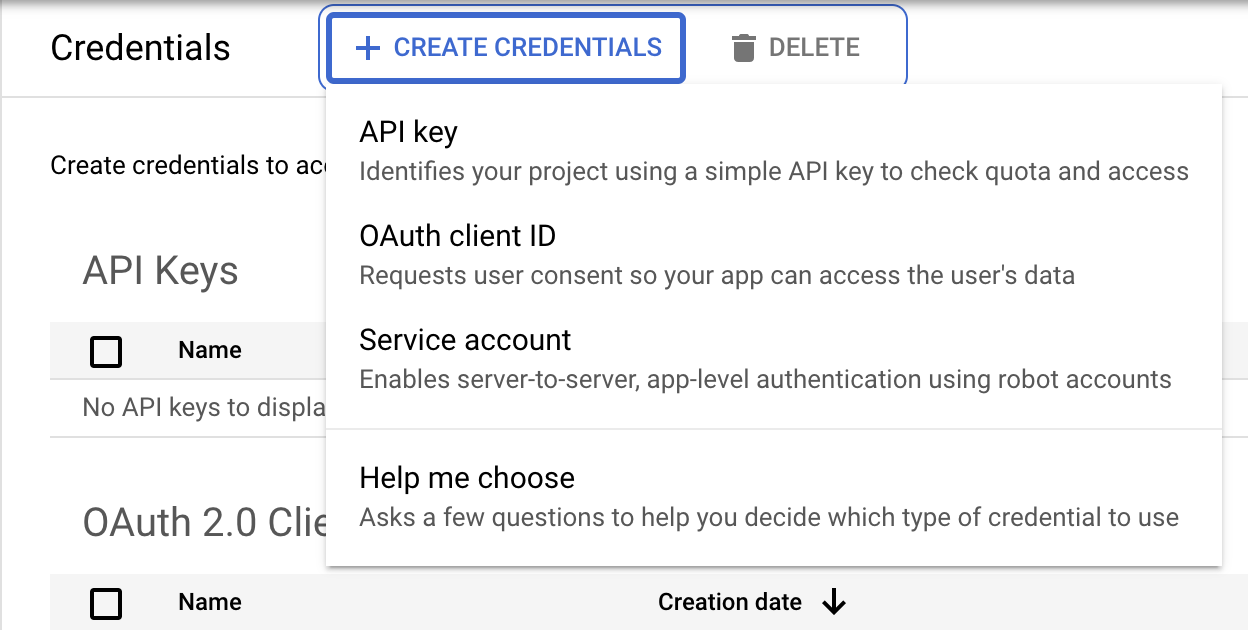 Credentials
CREATE CREDENTIALS
DELETE
Create credentials to acc
API key
Identifies your project using a simple API key to check quota and access
OAuth client ID
Requests user consent so your app can access the user's data
Service account
Enables server-to-server, app-level authentication using robot accounts
Help me choose
Asks a few questions to help you decide which type of credential to use
API Keys
Name
No API keys to displa
OAuth 2.0 Clie
Name Creation date